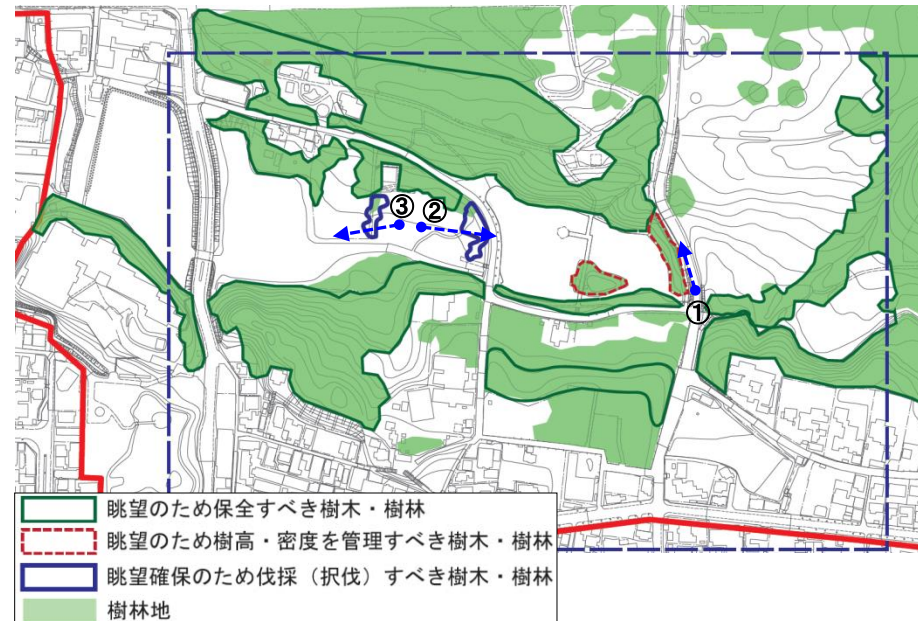 ③
②
①
眺望のため保全すべき樹木・樹林
眺望のため樹高・密度を管理すべき樹木・樹林
眺望確保のため伐採（択伐）すべき樹木・樹林
樹林地